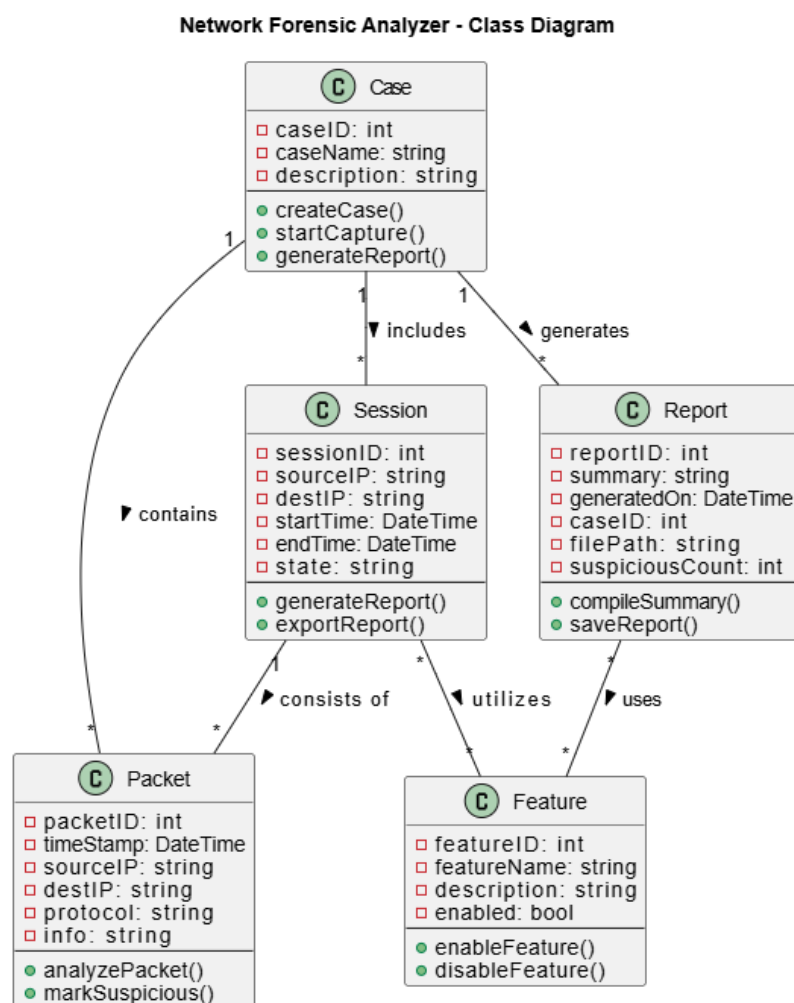 Network Forensic Analyzer - Class Diagram
C Case
caseID: int
caseName: string
description: string
createCase()
startCapture()
generateReport()
1
1
1
includes
generates
*
*
C Session
sessionID: int
sourceIP: string
destIP: string
startTime: DateTime
endTime: DateTime
state: string
generateReport()
exportReport()
C Report
reportID: int
summary: string
generatedOn: DateTime
caseID: int
filePath: string
suspiciousCount: int
compileSummary()
saveReport()
contains
1
*
*
consists of
utilizes
uses
*
*
*
*
C Packet
packetID: int
timeStamp: DateTime
sourceIP: string
destIP: string
protocol: string
info: string
analyzePacket()
markSuspicious()
C Feature
featureID: int
featureName: string
description: string
enabled: bool
enableFeature()
disableFeature()